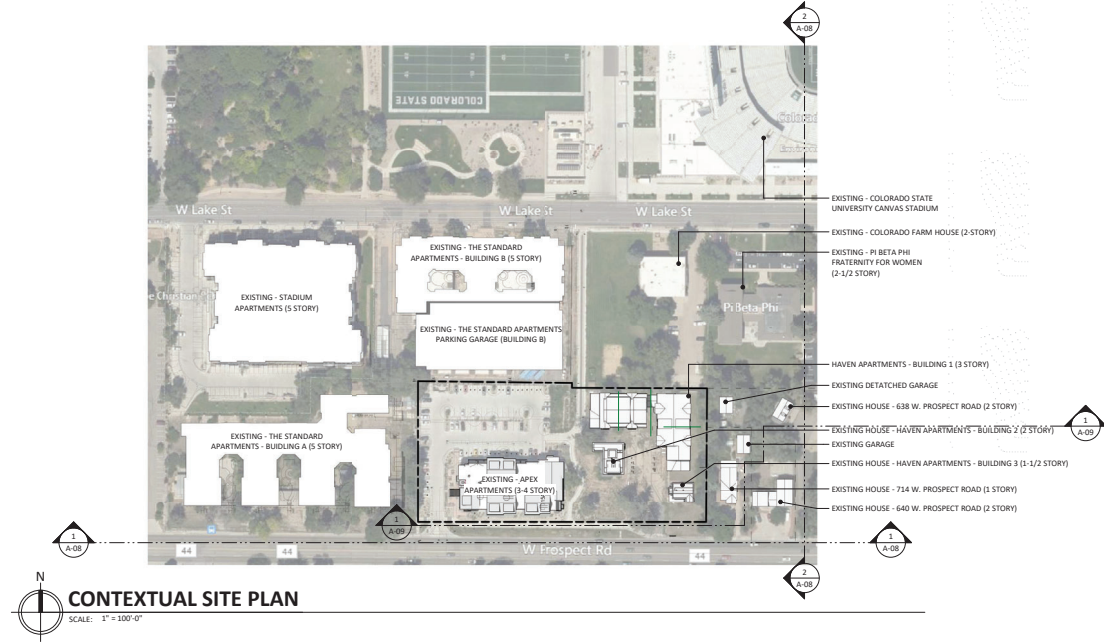 2
A-08
COLORADO STATE
W Lake St
W Lake St
W Lake St
EXISTING - COLORADO STATE
UNIVERSITY CANVAS STADIUM
EXISTING - COLORADO FARM HOUSE (2-STORY)
EXISTING - PI BETA PHI
FRATERNITY FOR WOMEN
(2-1/2 STORY)
EXISTING - THE STANDARD
APARTMENTS - BUILDING B (5 STORY)
EXISTING - STADIUM
APARTMENTS (5 STORY)
Pi Beta Phi
EXISTING - THE STANDARD APARTMENTS
PARKING GARAGE (BUILDING B)
HAVEN APARTMENTS - BUILDING 1 (3 STORY)
EXISTING DETATCHED GARAGE
EXISTING HOUSE - 638 W. PROSPECT ROAD (2 STORY)
1
A-09
EXISTING HOUSE - HAVEN APARTMENTS - BUILDING 2 (2 STORY)
EXISTING GARAGE
EXISTING - THE STANDARD
APARTMENTS - BUIDLING A (5 STORY)
EXISTING HOUSE - HAVEN APARTMENTS - BUILDING 3 (1-1/2 STORY)
EXISTING - APEX
APARTMENTS (3-4 STORY)
EXISTING HOUSE - 714 W. PROSPECT ROAD (1 STORY)
EXISTING HOUSE - 640 W. PROSPECT ROAD (2 STORY)
1
A-09
1
A-08
1
A-08
44
44
W Prospect Rd
44
2
A-08
N
CONTEXTUAL SITE PLAN
SCALE: 1" = 100'-0"